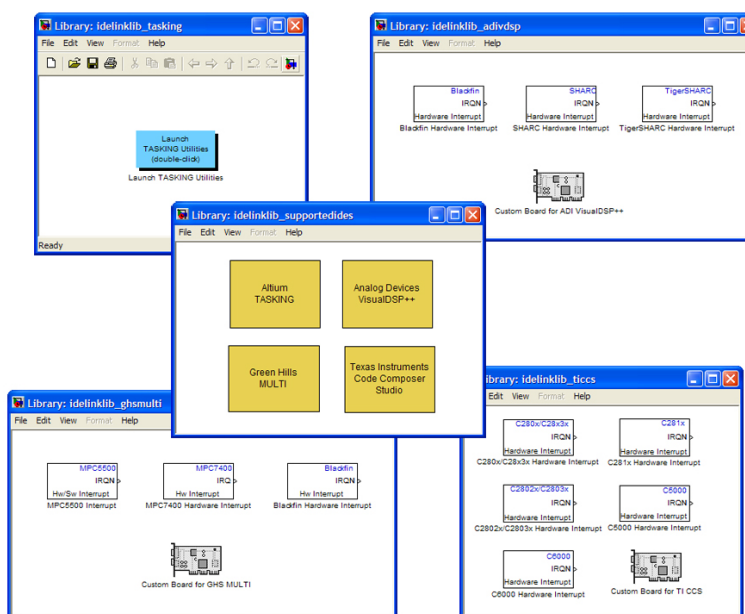 Library: idelinklib_tasking
File Edit View Format Help
Launch
TASKING Utilities
(double-click)
Launch TASKING Utilities
Ready
Library: idelinklib_adivdsp
File Edit View Format Help
Blackfin
IRQN
Hardware Interrupt
Blackfin Hardware Interrupt
SHARC
IRQN
Hardware Interrupt
SHARC Hardware Interrupt
TigerSHARC
IRQN
Hardware Interrupt
TigerSHARC Hardware Interrupt
Custom Board for ADI VisualDSP++
Library: idelinklib_supportedides
File Edit View Format Help
Altium
TASKING
Analog Devices
VisualDSP++
Green Hills
MULTI
Texas Instruments
Code Composer
Studio
Library: idelinklib_ghsmulti
File Edit View Format Help
MPC5500
IRQN
Hw/Sw Interrupt
MPC5500 Interrupt
MPC7400
IRQ
Hw Interrupt
MPC7400 Hardware Interrupt
Blackfin
IRQN
Hw Interrupt
Blackfin Hardware Interrupt
Custom Board for GHS MULTI
Library: idelinklib_ticcs
Edit View Format Help
C280x/C28x3x
IRQN
Hardware Interrupt
C280x/C28x3x Hardware Interrupt
C281x
IRQN
Hardware Interrupt
C281x Hardware Interrupt
C2802x/C2803x
IRQN
Hardware Interrupt
C2802x/C2803x Hardware Interrupt
C5000
IRQN
Hardware Interrupt
C5000 Hardware Interrupt
C6000
IRQN
Hardware Interrupt
C6000 Hardware Interrupt
Custom Board for TI CCS